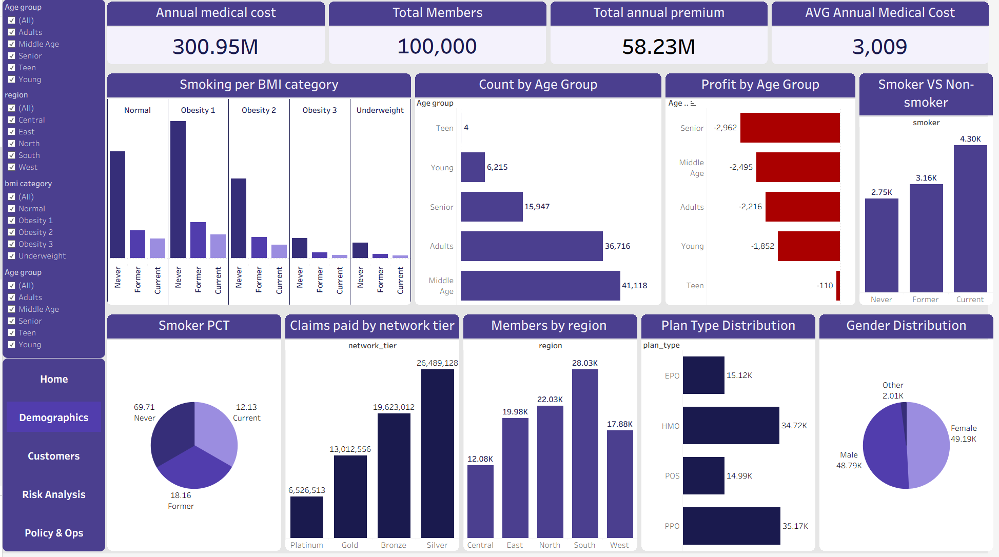 Age group
(All)
Adults
Middle Age
Senior
Teen
Young
region
(All)
Central
East
North
South
West
bmi category
(All)
Normal
Obesity 1
Obesity 2
Obesity 3
Underweight
Age group
(All)
Adults
Middle Age
Senior
Teen
Young
Home
Demographics
Customers
Risk Analysis
Policy & Ops
Annual medical cost
300.95M
Total Members
100,000
Total annual premium
58.23M
AVG Annual Medical Cost
3,009
Smoking per BMI category
Normal
Obesity 1
Obesity 2
Obesity 3
Underweight
Never
Former
Current
Never
Former
Current
Never
Former
Current
Never
Former
Current
Never
Former
Current
Count by Age Group
Age group
Teen
4
Young
6,215
Senior
15,947
Adults
36,716
Middle
Age
41,118
Profit by Age Group
Age ..
Senior
-2,962
Middle
Age
-2,495
Adults
-2,216
Young
-1,852
Teen
-110
Smoker VS Non-
smoker
smoker
2.75K
3.16K
4.30K
Never
Former
Current
Smoker PCT
69.71
Never
12.13
Current
18.16
Former
Claims paid by network tier
network_tier
6,526,513
13,012,556
19,623,012
26,489,128
Platinum
Gold
Bronze
Silver
Members by region
region
12.08K
19.98K
22.03K
28.03K
17.88K
Central
East
North
South
West
Plan Type Distribution
plan_type
EPO
15.12K
HMO
34.72K
POS
14.99K
PPO
35.17K
Gender Distribution
Other
2.01K
Female
49.19K
Male
48.79K